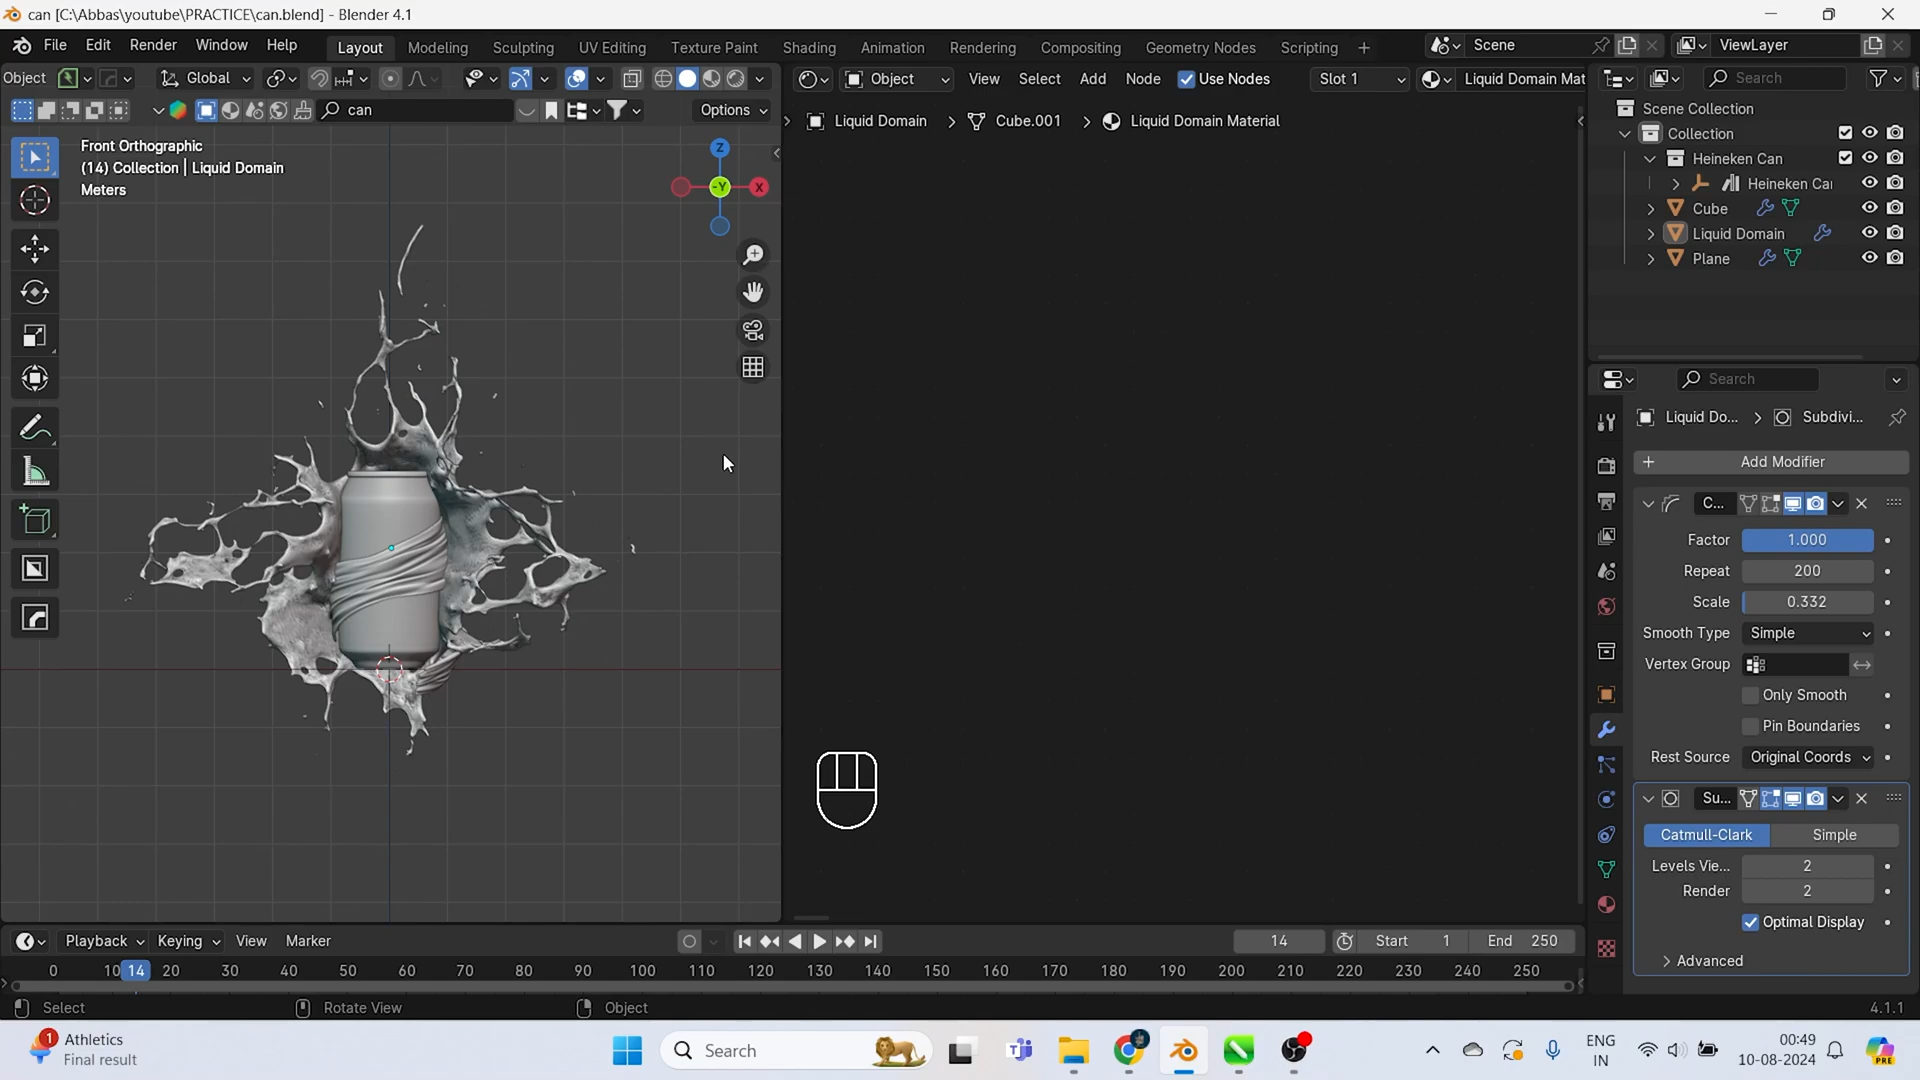 can [C:\Abbas\youtube\PRACTICE\can.blend] - Blender 4.1
File Edit Render Window Help Layout Modeling Sculpting UV Editing Texture Paint Shading Animation Rendering Compositing Geometry Nodes Scripting + Scene ViewLayer
Object Global Object View Select Add Node Use Nodes Slot 1 Liquid Domain Mat Search
can Options
Liquid Domain > Cube.001 > Liquid Domain Material
Front Orthographic
(14) Collection | Liquid Domain
Meters
Z
-Y
X
Scene Collection
Collection
Heineken Can
Heineken Ca
Cube
Liquid Domain
Plane
Search
Liquid Do... > Subdivi...
+ Add Modifier
C...
Factor 1.000
Repeat 200
Scale 0.332
Smooth Type Simple
Vertex Group
Only Smooth
Pin Boundaries
Rest Source Original Coords
Su...
Catmull-Clark Simple
Levels Vie... 2
Render 2
Optimal Display
Advanced
Playback Keying View Marker 14 Start 1 End 250
0 10 14 20 30 40 50 60 70 80 90 100 110 120 130 140 150 160 170 180 190 200 210 220 230 240 250
Select Rotate View Object 4.1.1
1 Athletics
Final result
Search
ENG
IN
00:49
10-08-2024
PRE